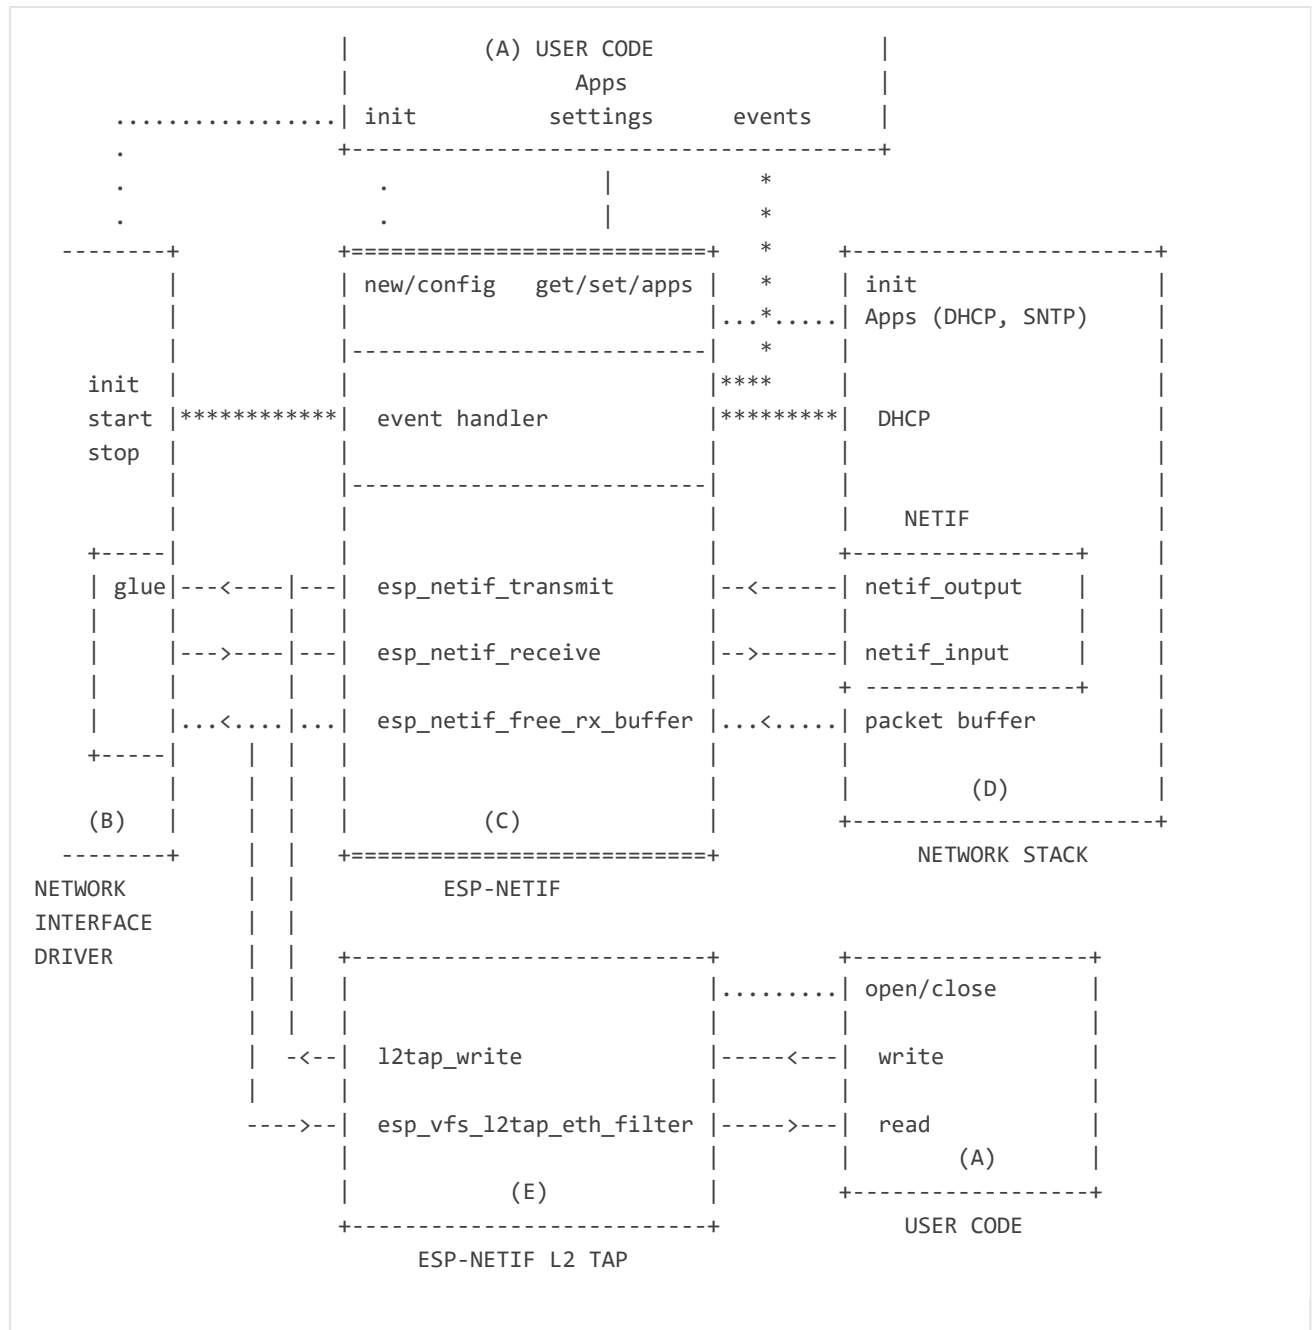 (A) USER CODE
Apps
init settings events
new/config get/set/apps init
Apps (DHCP, SNTP)
init
start event handler DHCP
stop
NETIF
glue esp_netif_transmit netif_output
esp_netif_receive netif_input
esp_netif_free_rx_buffer packet buffer
(D)
(B) (C)
NETWORK STACK
NETWORK ESP-NETIF
INTERFACE
DRIVER
open/close
l2tap_write write
esp_vfs_l2tap_eth_filter read
(A)
(E)
USER CODE
ESP-NETIF L2 TAP